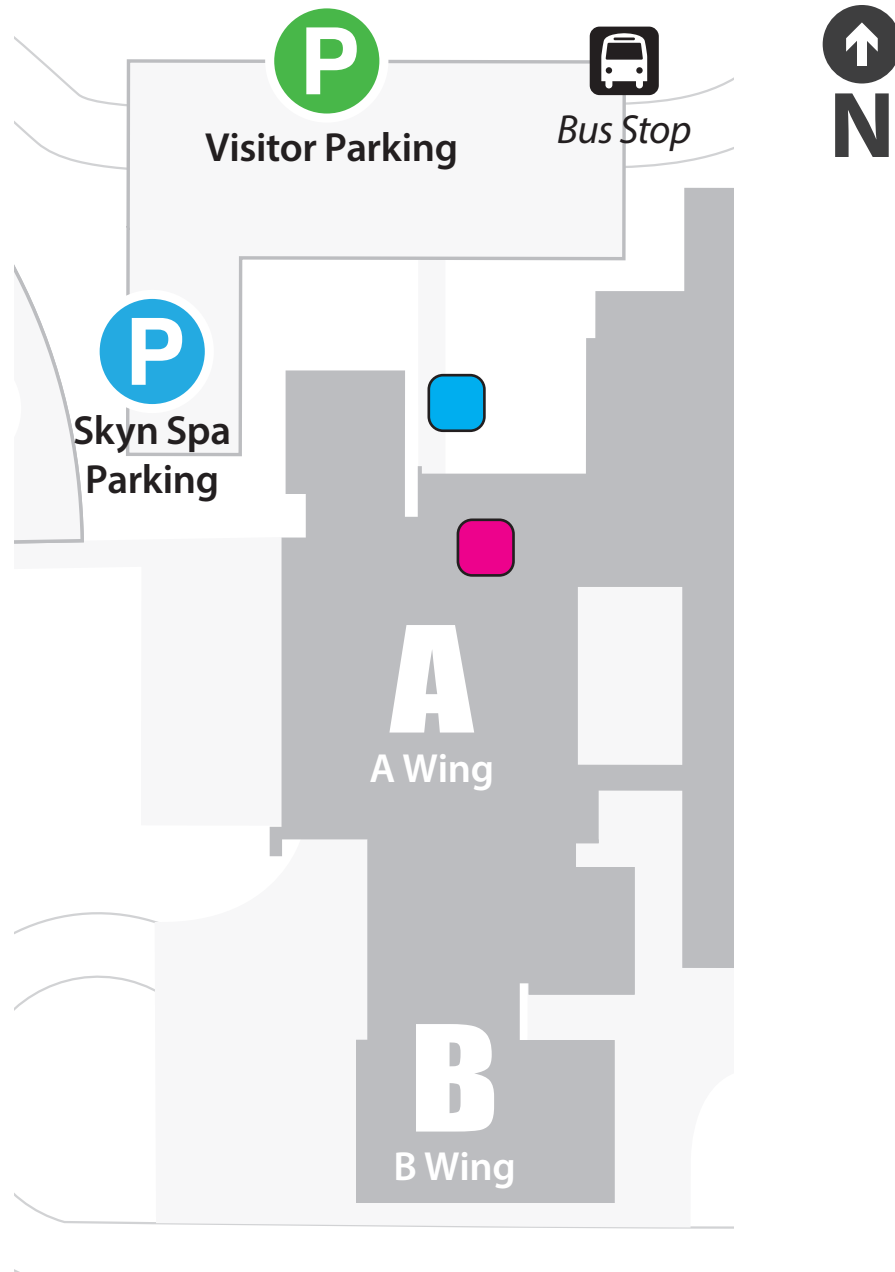 P
Visitor Parking
Bus Stop
N
P
Skyn Spa
Parking
A
A Wing
B
B Wing